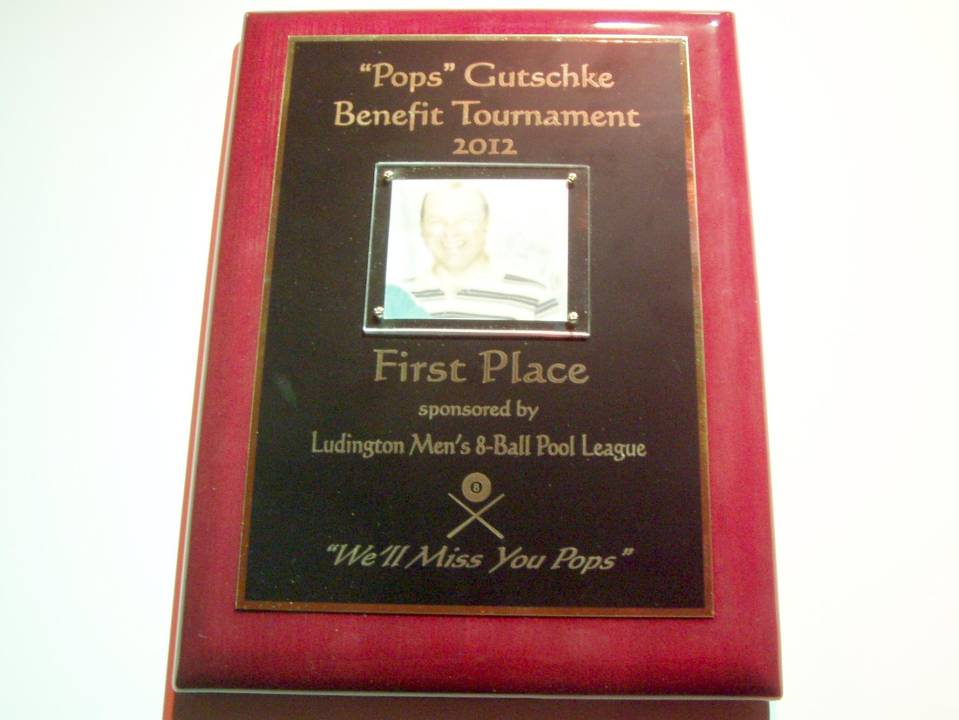 "Pops" Gutschke
Benefit Tournament
2012
First Place
sponsored by
Ludington Men's 8-Ball Pool League
8
"We'll Miss You Pops"